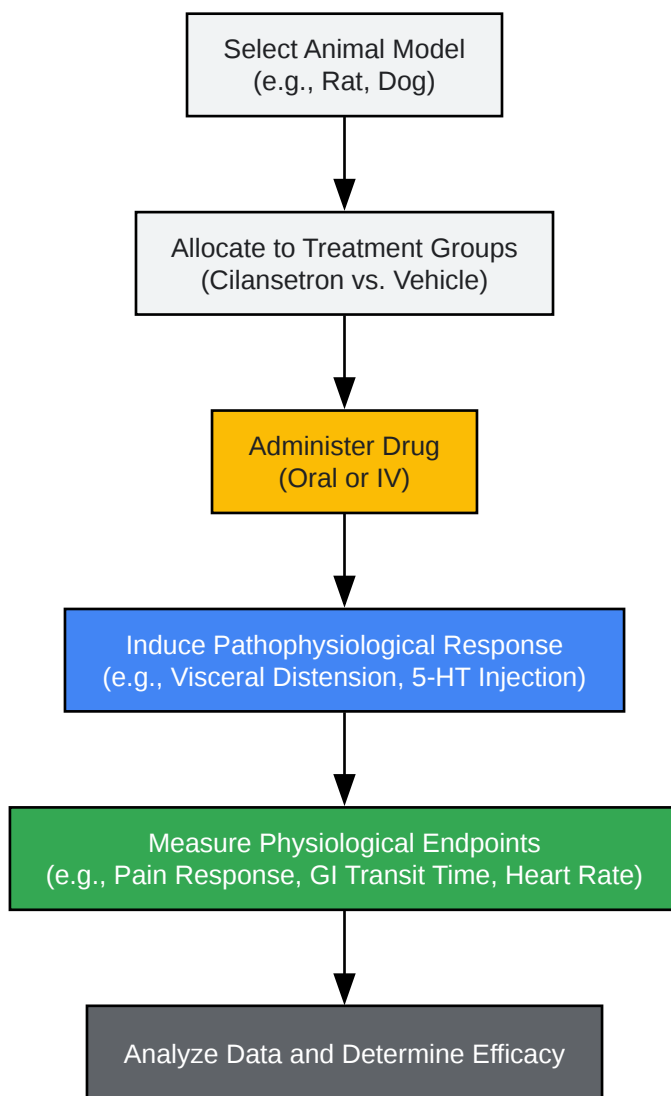 Select Animal Model
(e.g., Rat, Dog)
Allocate to Treatment Groups
(Cilansetron vs. Vehicle)
Administer Drug
(Oral or IV)
Induce Pathophysiological Response
(e.g., Visceral Distension, 5-HT Injection)
Measure Physiological Endpoints
(e.g., Pain Response, GI Transit Time, Heart Rate)
Analyze Data and Determine Efficacy